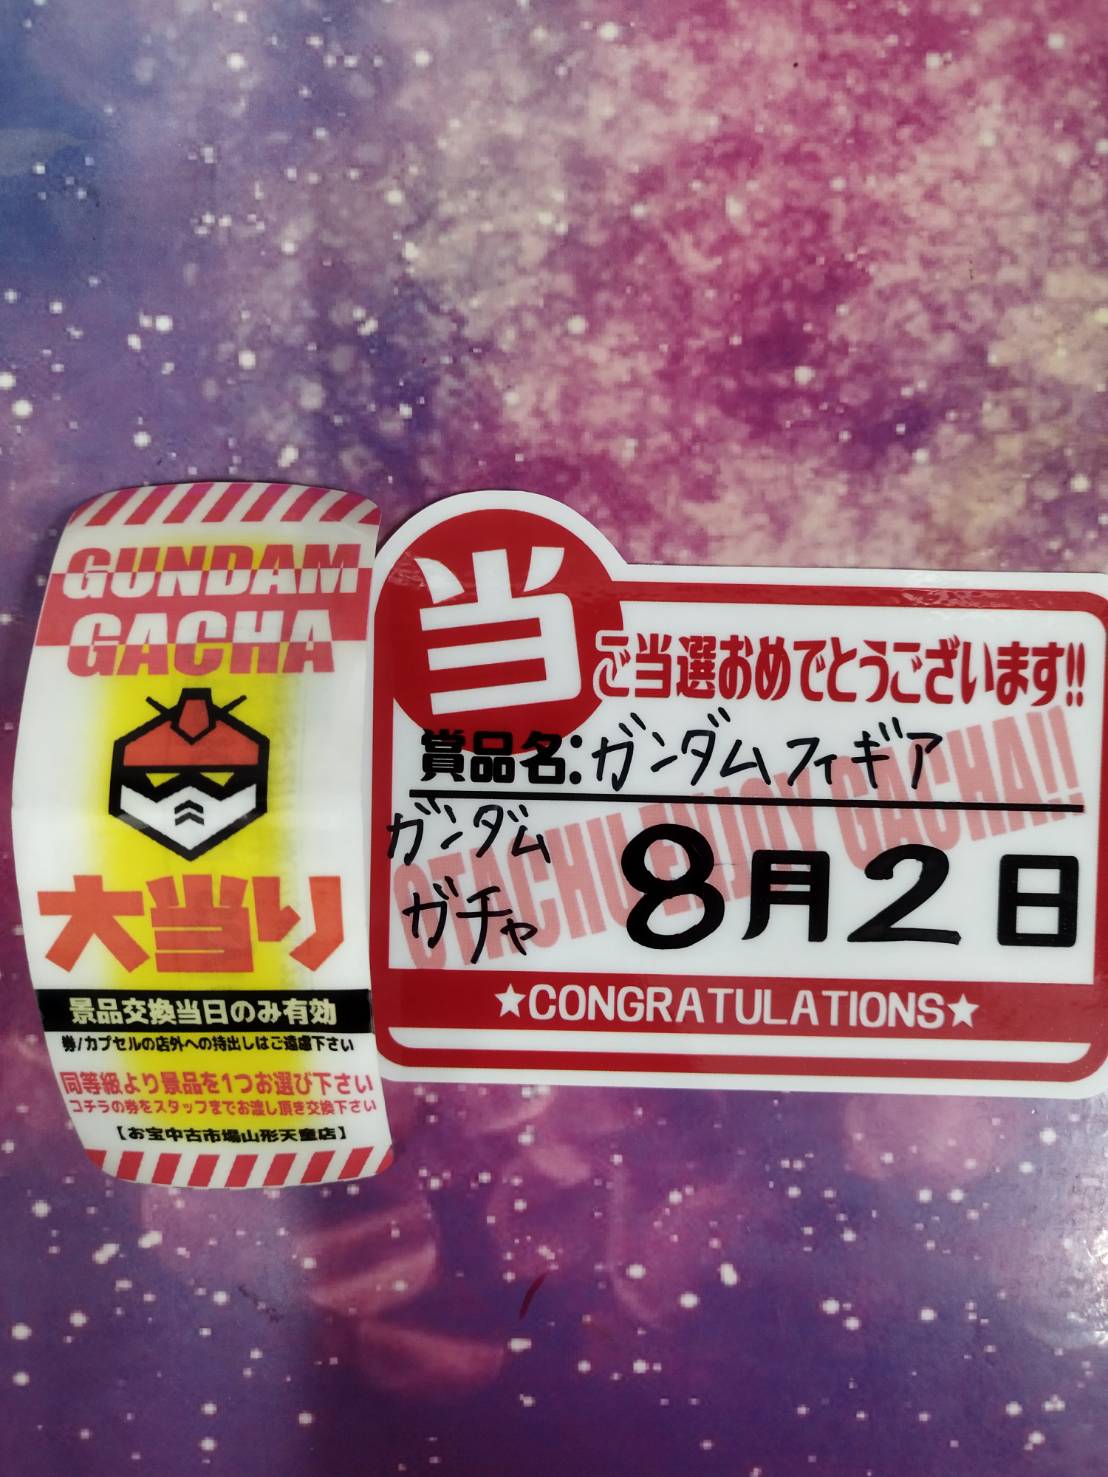 GUNDAM
GACHA
大当り
景品交換当日のみ有効
券/カプセルの店外への持出しはご遠慮下さい
同等級より景品を1つお選び下さい
コチラの券をスタッフまでお渡し頂き交換下さい
【お宝中古市場山形天童店】
当
ご当選おめでとうございます!!
賞品名:ガンダムフィギア
ガンダム
ガチャ
8月2日
OTACHU ENJOY GACHA!!
★CONGRATULATIONS★